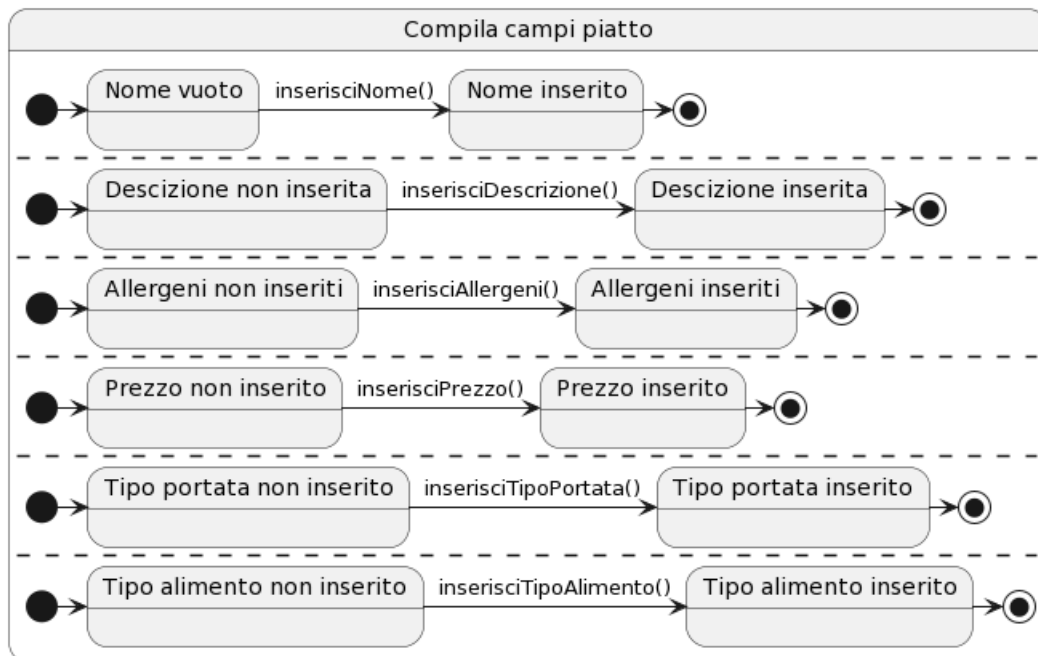 Compila campi piatto
Nome vuoto inserisciNome() Nome inserito
Descizione non inserita inserisciDescrizione() Descizione inserita
Allergeni non inseriti inserisciAllergeni() Allergeni inseriti
Prezzo non inserito inserisciPrezzo() Prezzo inserito
Tipo portata non inserito inserisciTipoPortata() Tipo portata inserito
Tipo alimento non inserito inserisciTipoAlimento() Tipo alimento inserito